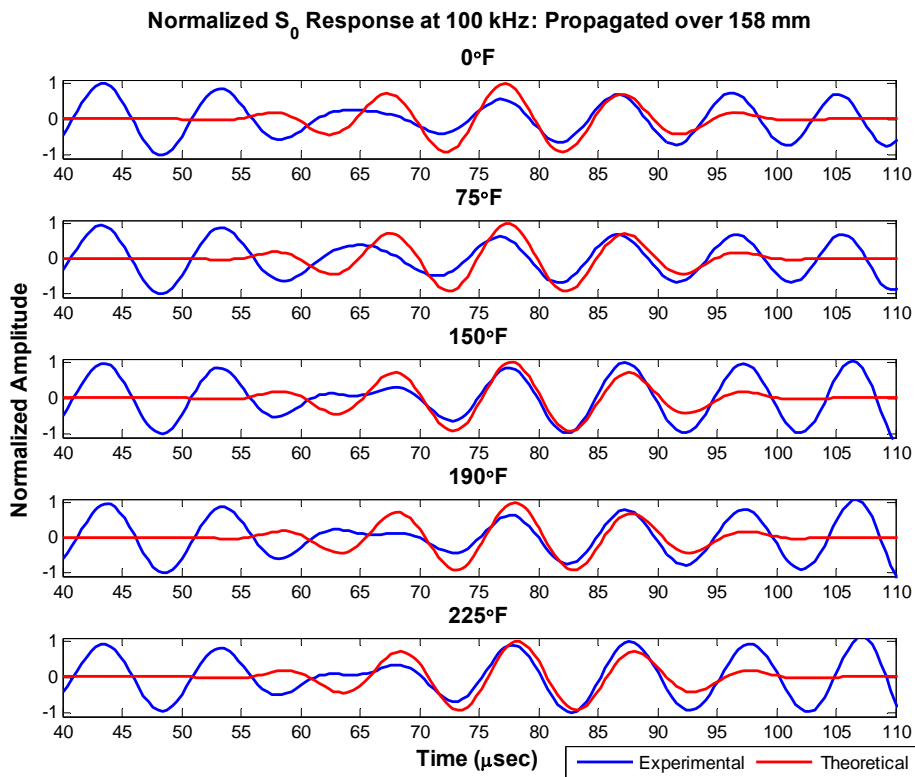 Normalized S0 Response at 100 kHz: Propagated over 158 mm
0°F
1
0
-1
40 45 50 55 60 65 70 75 80 85 90 95 100 105 110
75°F
1
0
-1
40 45 50 55 60 65 70 75 80 85 90 95 100 105 110
150°F
1
0
-1
40 45 50 55 60 65 70 75 80 85 90 95 100 105 110
190°F
1
0
-1
40 45 50 55 60 65 70 75 80 85 90 95 100 105 110
225°F
1
0
-1
40 45 50 55 60 65 70 75 80 85 90 95 100 105 110
Normalized Amplitude
Time (μsec)
Experimental Theoretical